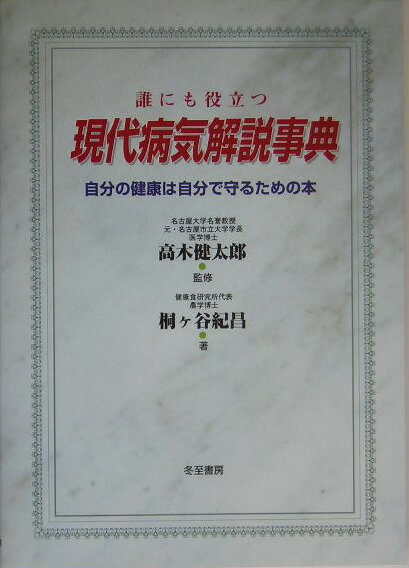 誰にも役立つ
現代病気解説事典
自分の健康は自分で守るための本
名古屋大学名誉教授
元・名古屋市立大学学長
医学博士
高木健太郎
監修
健康食研究所代表
農学博士
桐ヶ谷紀昌
著
冬至書房